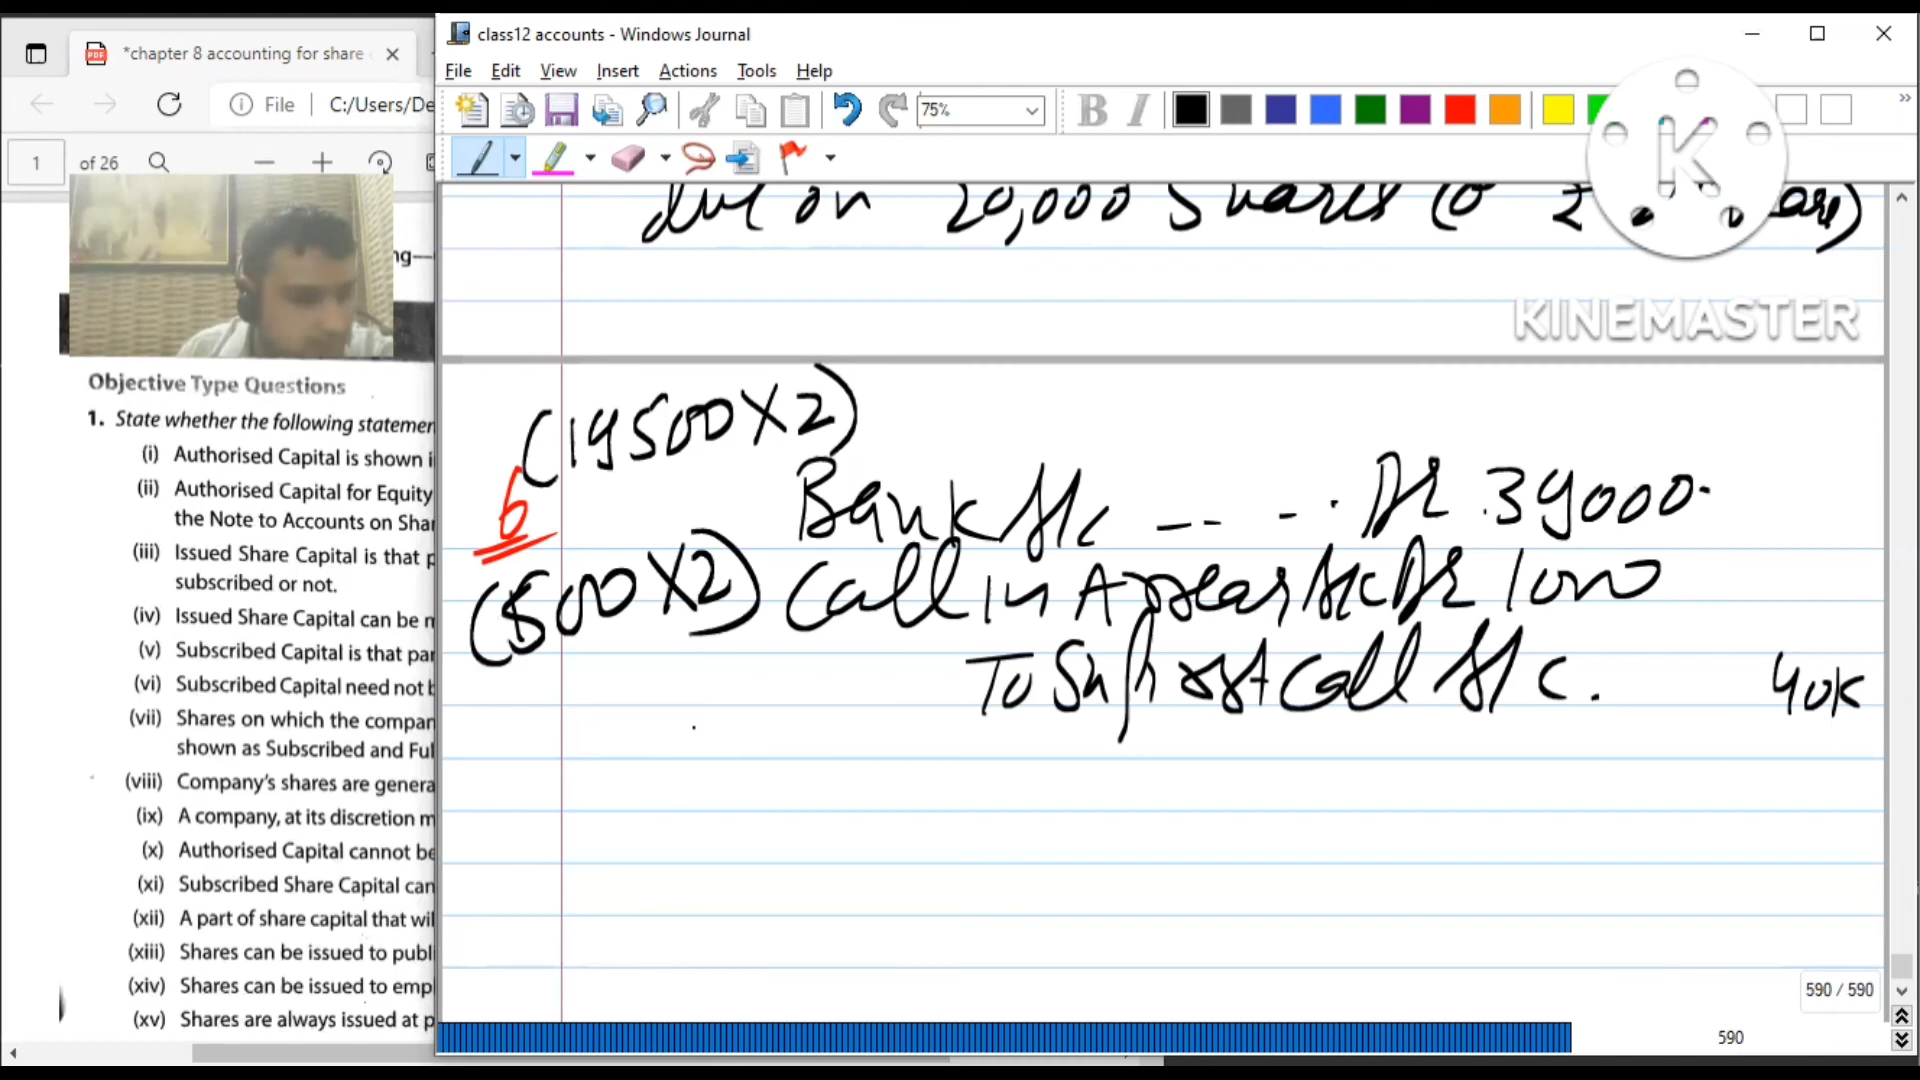 class12 accounts - Windows Journal
*chapter 8 accounting for share
File Edit View Insert Actions Tools Help
File C:/Users/De
75%
B I
1 of 26
K
KINEMASTER
due on 20,000 Shares (@ 2
ng—
Objective Type Questions
1. State whether the following statemen
(i) Authorised Capital is shown i
(ii) Authorised Capital for Equity
the Note to Accounts on Shar
(iii) Issued Share Capital is that p
subscribed or not.
(iv) Issued Share Capital can be m
(v) Subscribed Capital is that par
(vi) Subscribed Capital need not b
(vii) Shares on which the compan
shown as Subscribed and Ful
(viii) Company's shares are genera
(ix) A company, at its discretion m
(x) Authorised Capital cannot be
(xi) Subscribed Share Capital can
(xii) A part of share capital that wil
(xiii) Shares can be issued to publi
(xiv) Shares can be issued to emp
(xv) Shares are always issued at p
(19500X2)
6 Bank A/c -- - . Dr 39000
(500X2) Call in Arrear A/c Dr 1000
To Sh first Call A/c. 40K
590 / 590
590